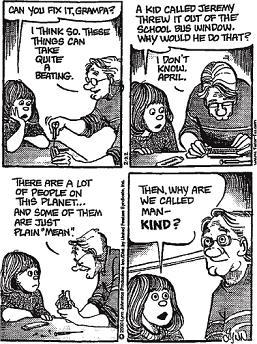 CAN YOU FIX IT, GRAMPA?
I THINK SO. THESE
THINGS CAN
TAKE
QUITE
A
BEATING.
A KID CALLED JEREMY
THREW IT OUT OF THE
SCHOOL BUS WINDOW.
WHY WOULD HE DO THAT?
I DON'T
KNOW,
APRIL.
THERE ARE A LOT
OF PEOPLE ON
THIS PLANET...
AND SOME OF THEM
ARE JUST
PLAIN "MEAN".
THEN, WHY ARE
WE CALLED
MAN-
KIND?
Lynn